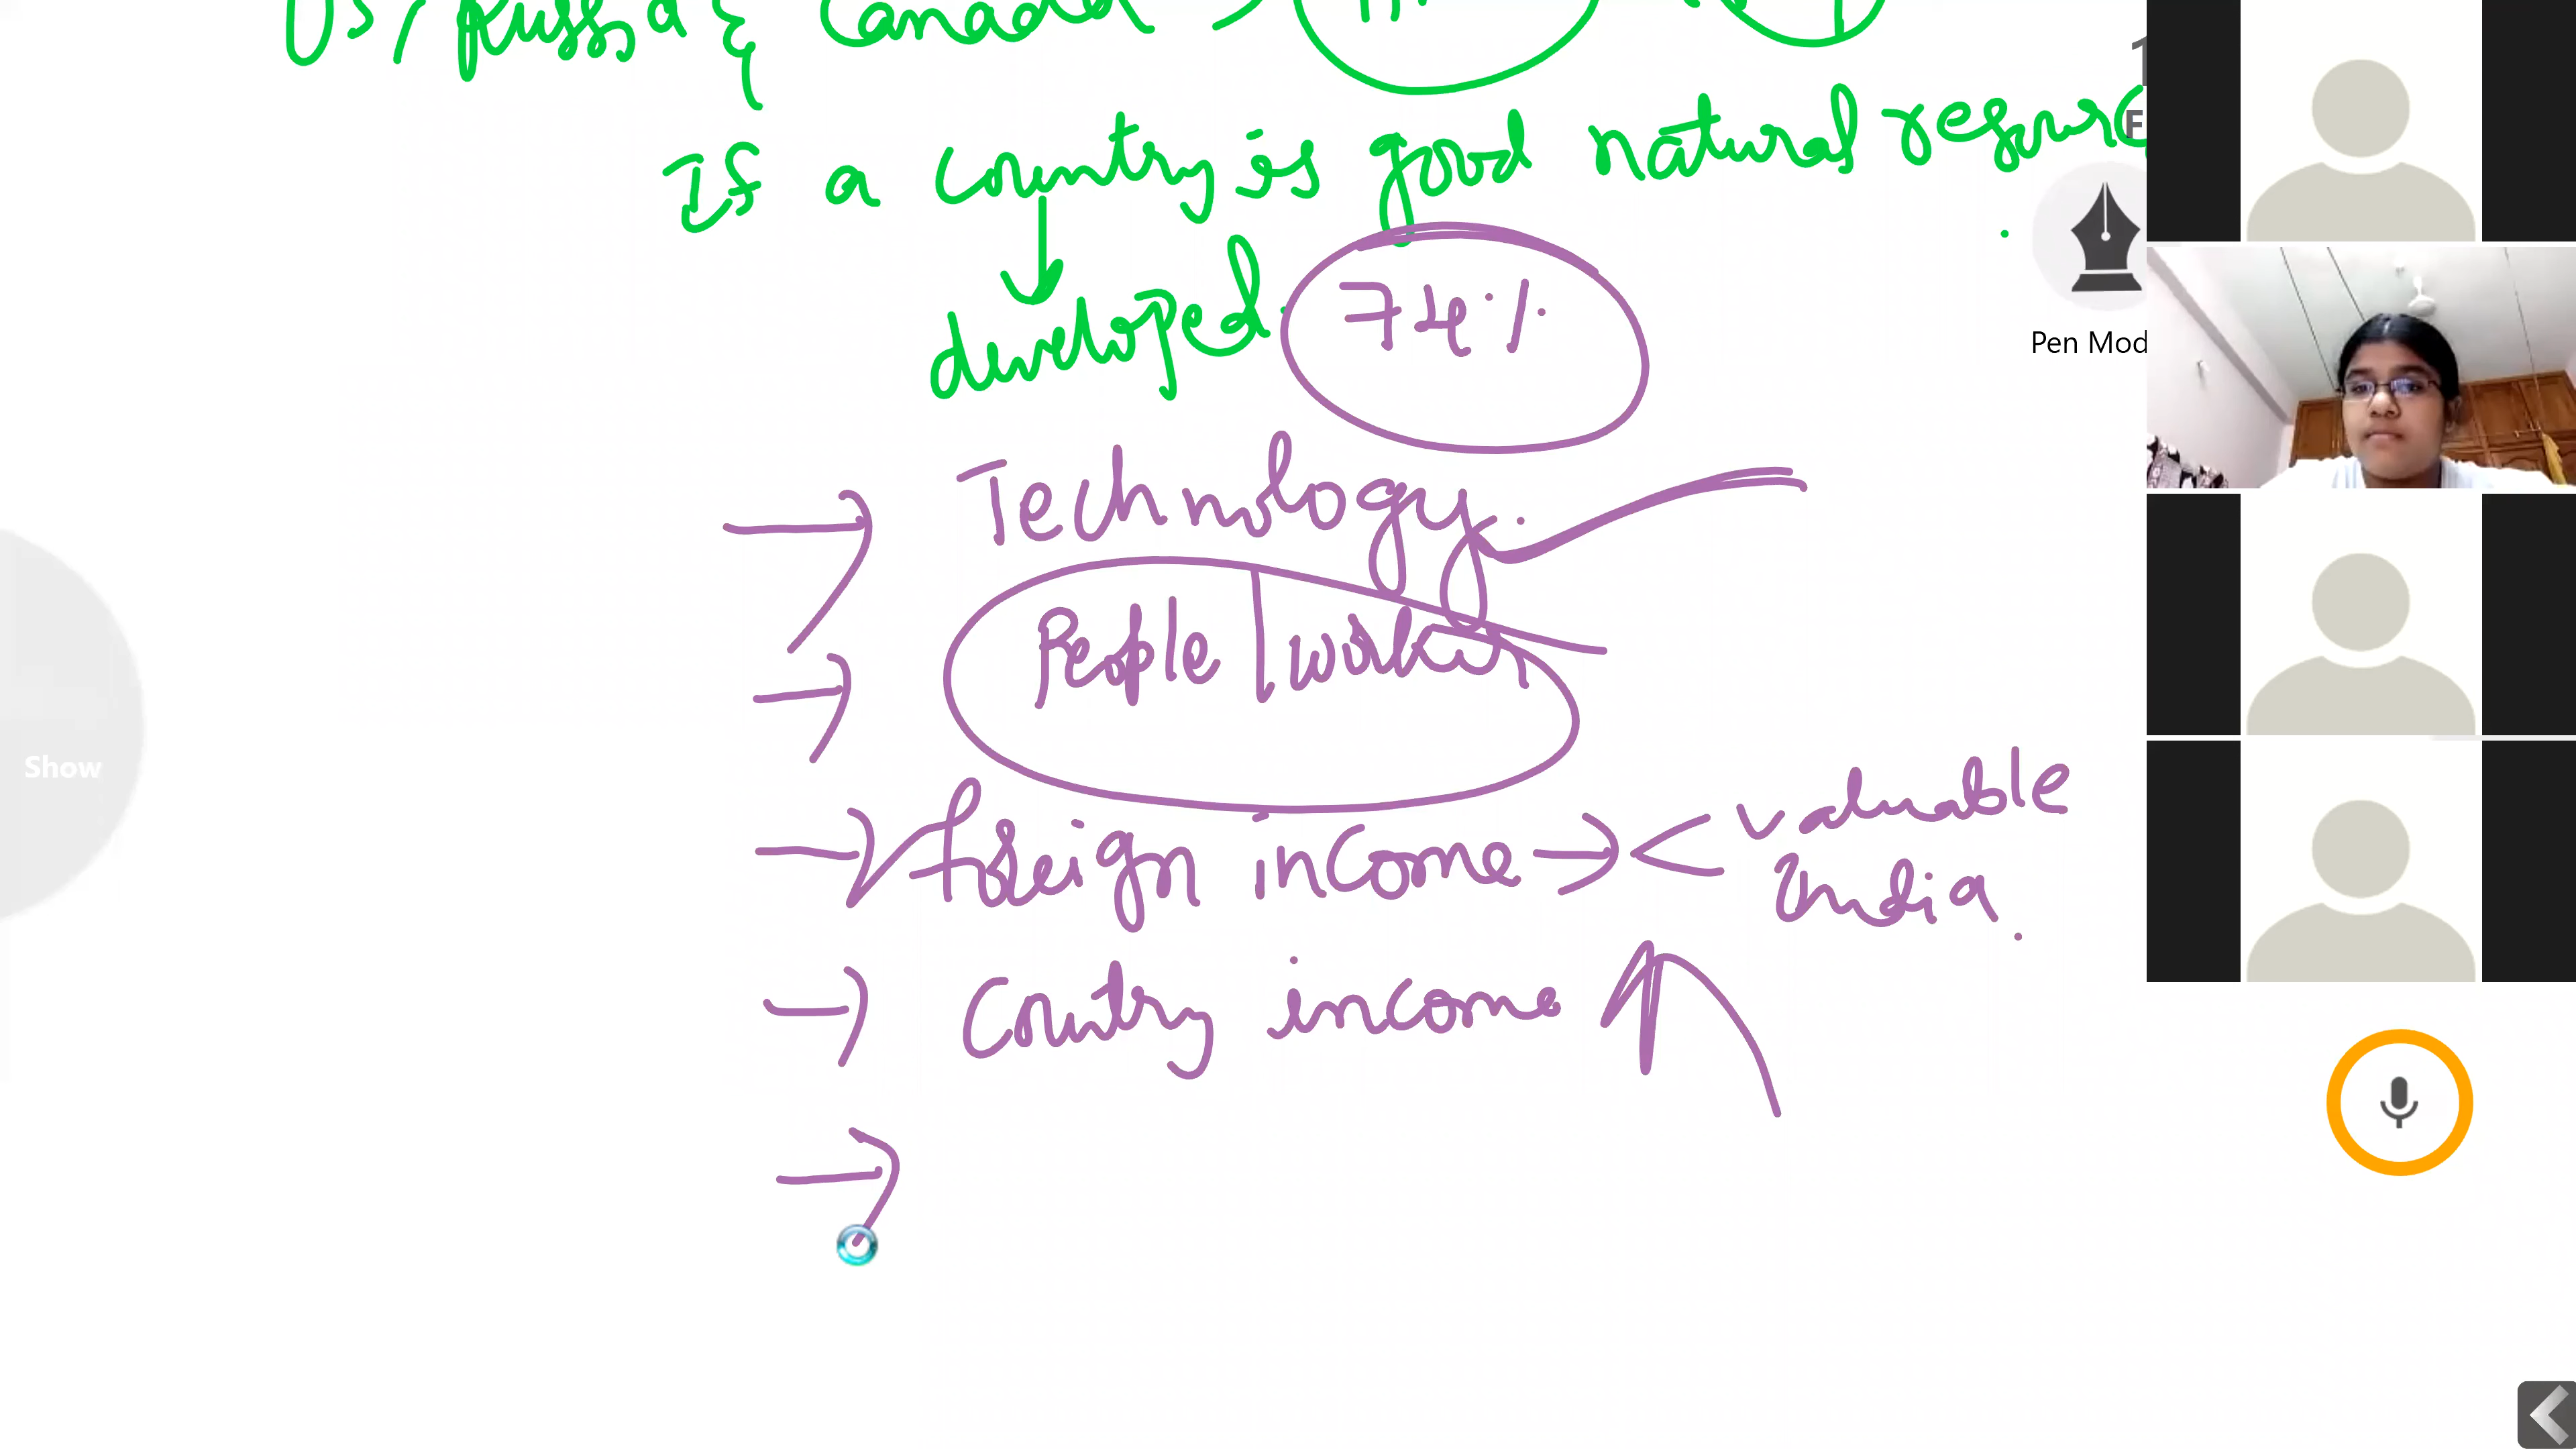 US / Russia & Canada →
If a country is good natural resourc
developed.
74%
Pen Mod
→ Technology.
→ People | worker
Show
→ foreign income → < valuable
India.
→ Country income ↑
→